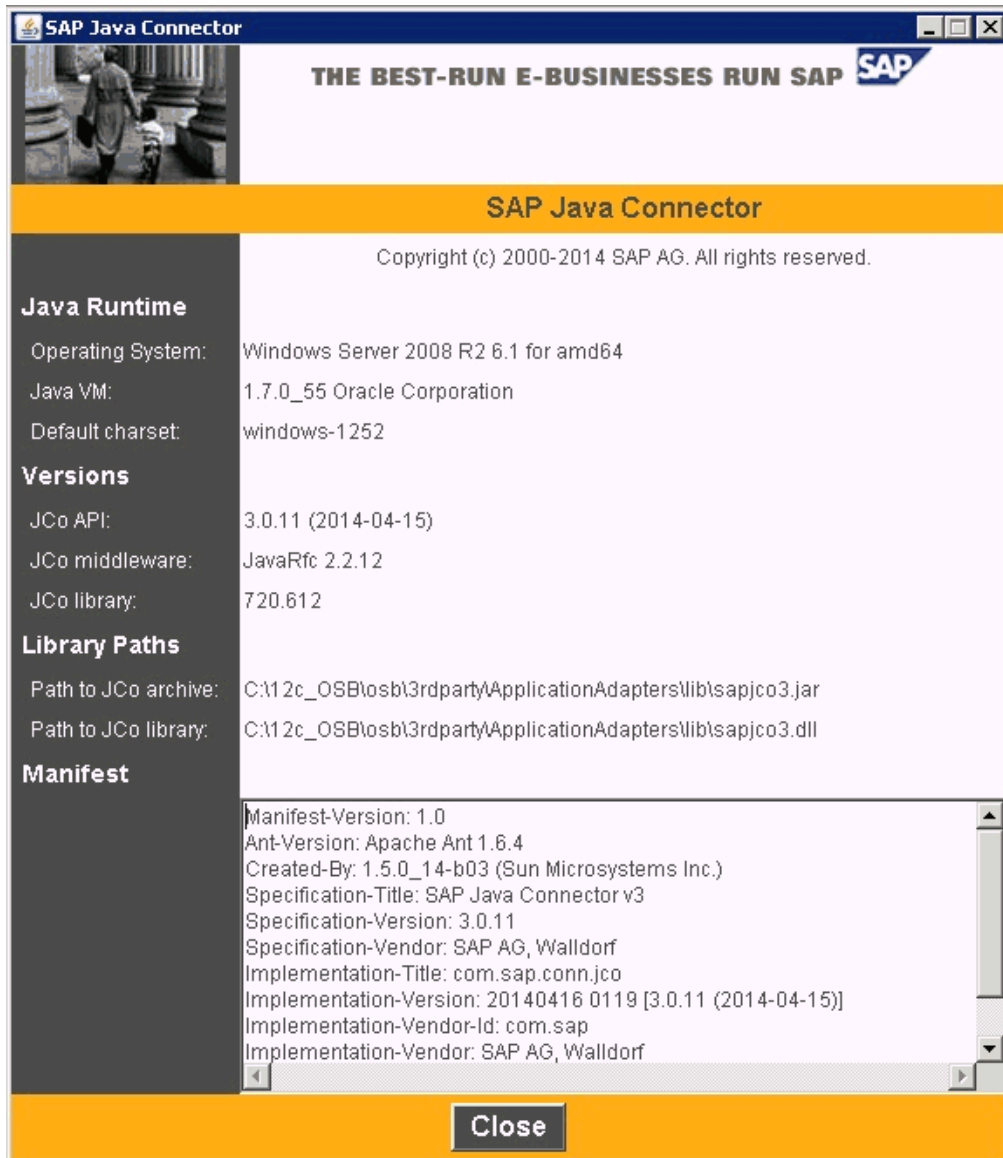 SAP Java Connector
THE BEST-RUN E-BUSINESSES RUN SAP SAP
SAP Java Connector
Copyright (c) 2000-2014 SAP AG. All rights reserved.
Java Runtime
Operating System: Windows Server 2008 R2 6.1 for amd64
Java VM: 1.7.0_55 Oracle Corporation
Default charset: windows-1252
Versions
JCo API: 3.0.11 (2014-04-15)
JCo middleware: JavaRfc 2.2.12
JCo library: 720.612
Library Paths
Path to JCo archive: C:\12c_OSB\osb\3rdparty\ApplicationAdapters\lib\sapjco3.jar
Path to JCo library: C:\12c_OSB\osb\3rdparty\ApplicationAdapters\lib\sapjco3.dll
Manifest
Manifest-Version: 1.0
Ant-Version: Apache Ant 1.6.4
Created-By: 1.5.0_14-b03 (Sun Microsystems Inc.)
Specification-Title: SAP Java Connector v3
Specification-Version: 3.0.11
Specification-Vendor: SAP AG, Walldorf
Implementation-Title: com.sap.conn.jco
Implementation-Version: 20140416 0119 [3.0.11 (2014-04-15)]
Implementation-Vendor-Id: com.sap
Implementation-Vendor: SAP AG, Walldorf
Close